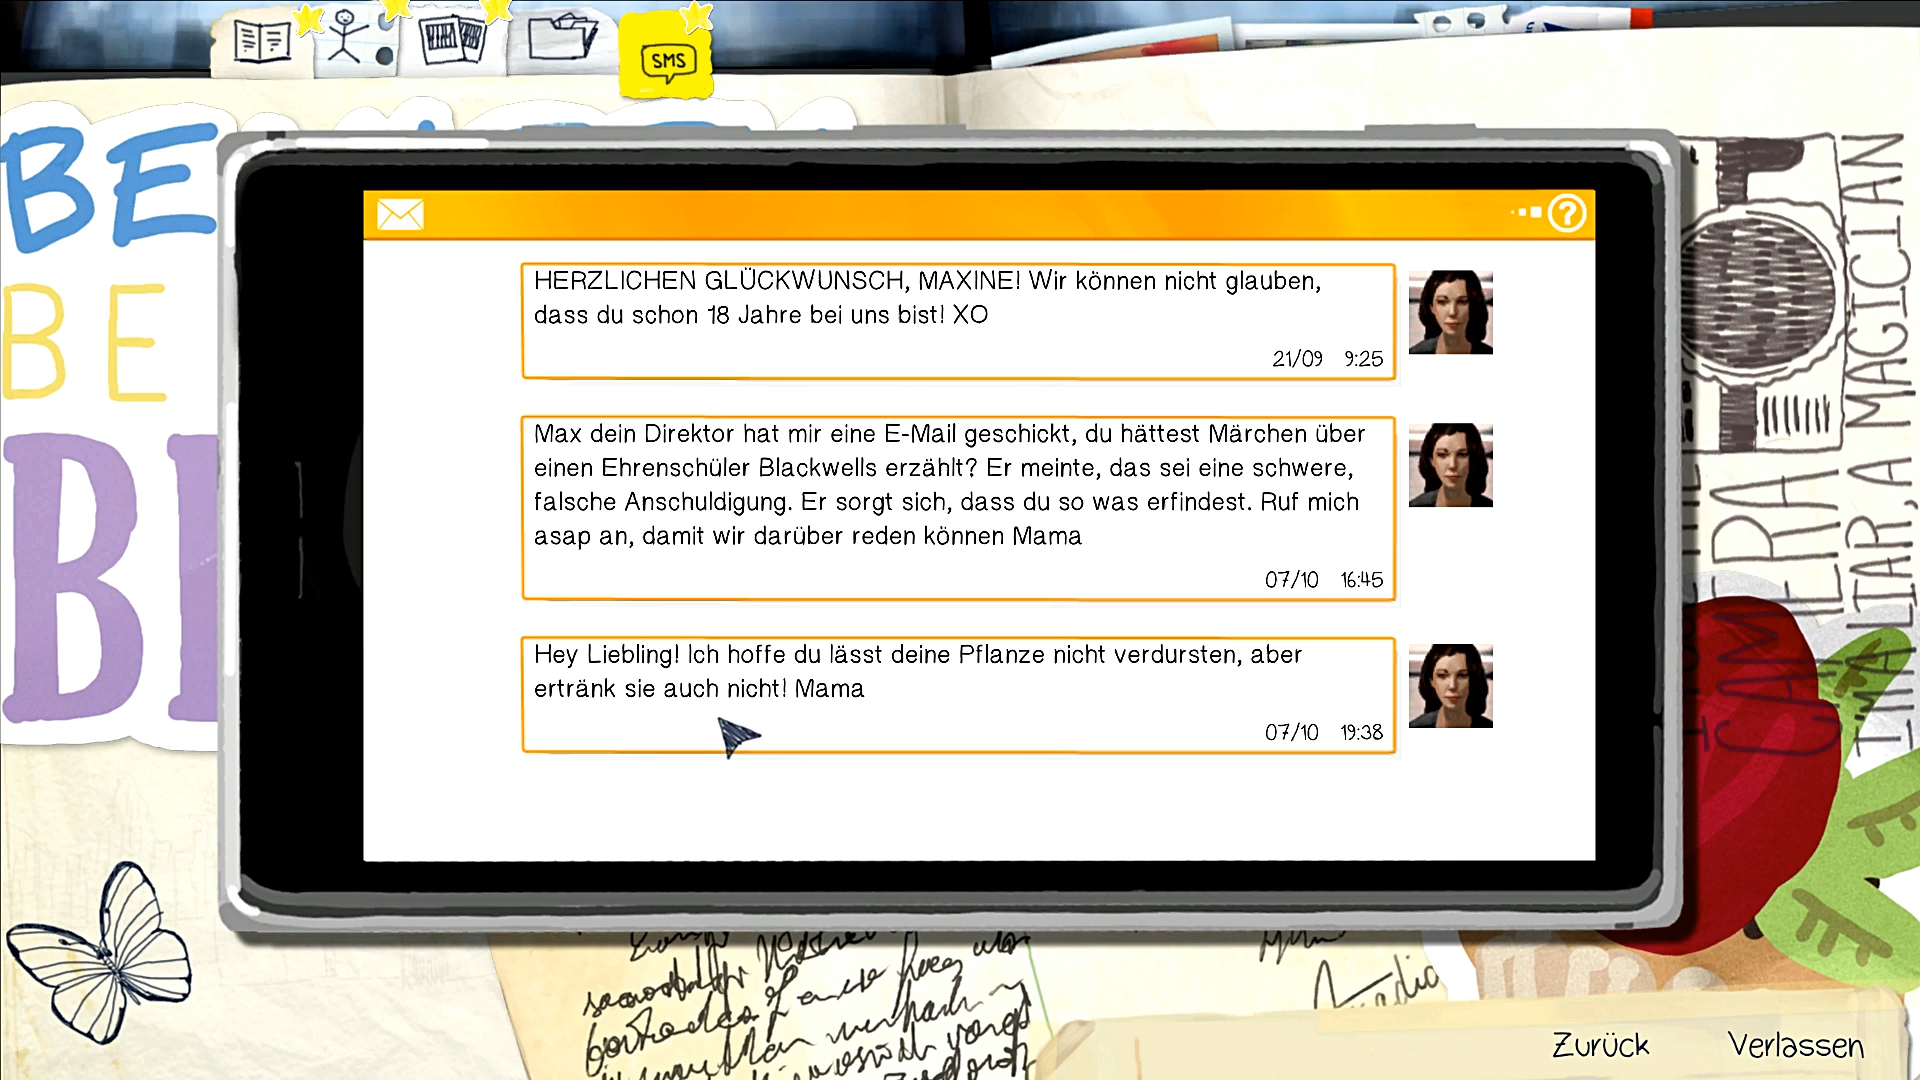 SMS
BE
BE
HERZLICHEN GLÜCKWUNSCH, MAXINE! Wir können nicht glauben,
dass du schon 18 Jahre bei uns bist! XO
21/09 9:25
Max dein Direktor hat mir eine E-Mail geschickt, du hättest Märchen über
einen Ehrenschüler Blackwells erzählt? Er meinte, das sei eine schwere,
falsche Anschuldigung. Er sorgt sich, dass du so was erfindest. Ruf mich
asap an, damit wir darüber reden können Mama
07/10 16:45
Hey Liebling! Ich hoffe du lässt deine Pflanze nicht verdursten, aber
ertränk sie auch nicht! Mama
07/10 19:38
CAMERA
I'M A LIAR, A MAGICIAN
Zurück Verlassen